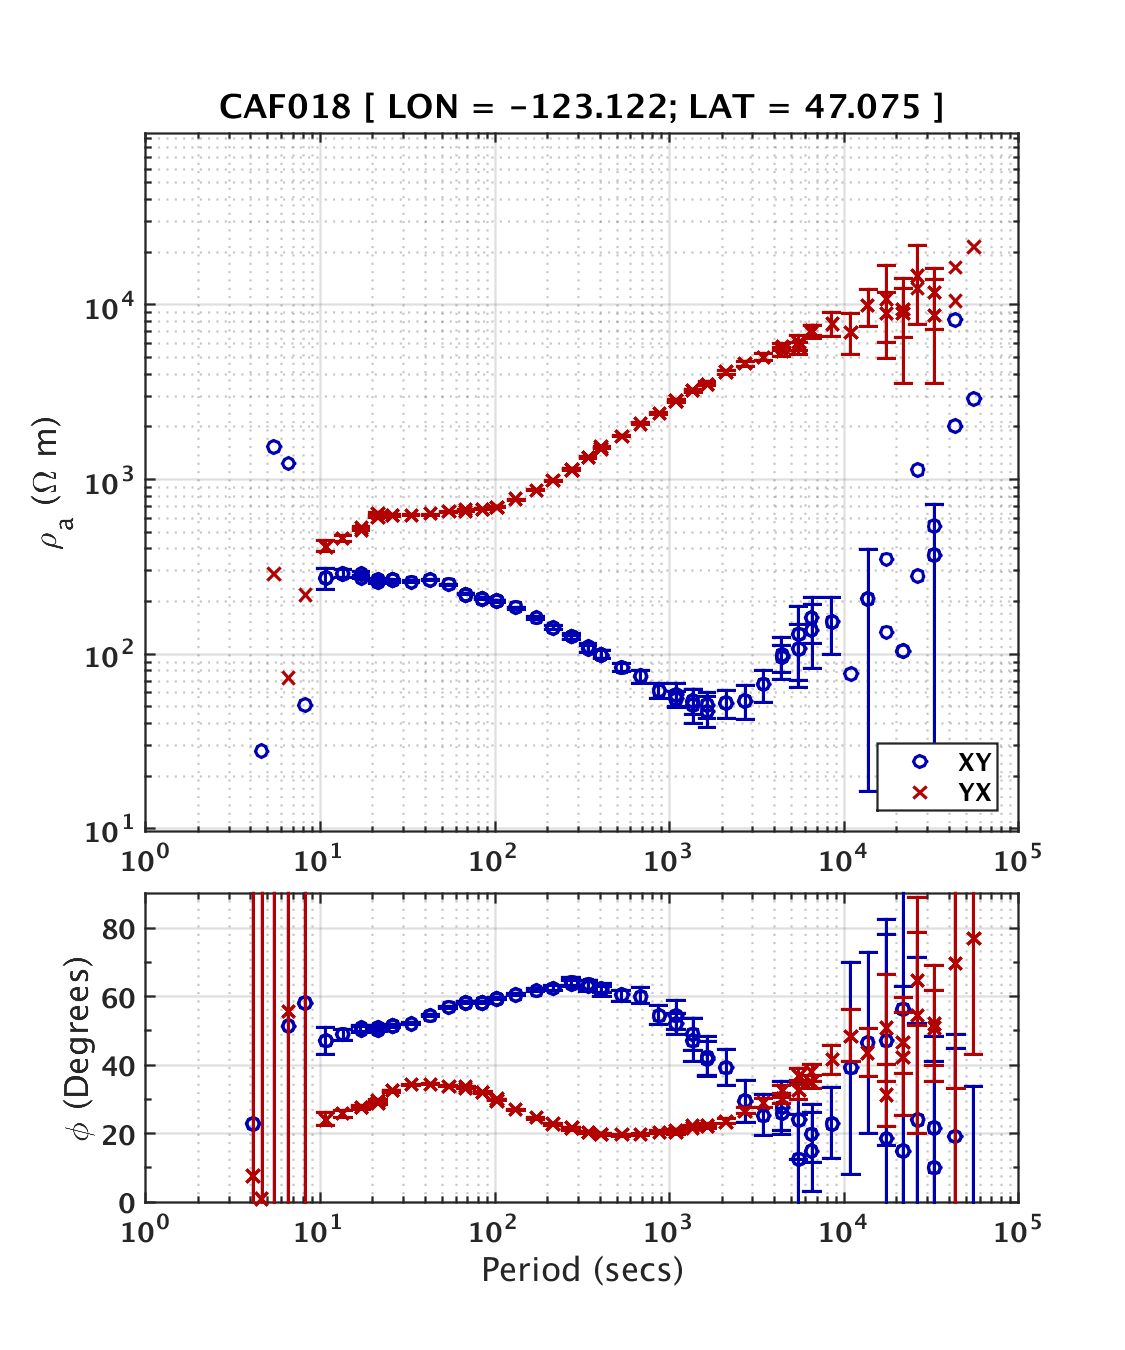 CAF018 [ LON = -123.122; LAT = 47.075 ]
ρa (Ω m)
10^4
10^3
10^2
10^1
10^0 10^1 10^2 10^3 10^4 10^5
XY
YX
φ (Degrees)
80
60
40
20
0
10^0 10^1 10^2 10^3 10^4 10^5
Period (secs)